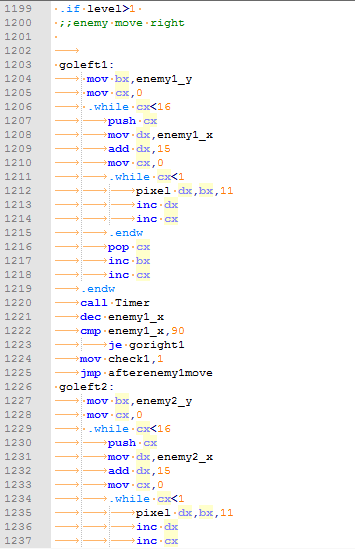 1199 .if level>1
1200 ;;enemy move right
1201
1202
1203 goleft1:
1204 mov bx,enemy1_y
1205 mov cx,0
1206 .while cx<16
1207 push cx
1208 mov dx,enemy1_x
1209 add dx,15
1210 mov cx,0
1211 .while cx<1
1212 pixel dx,bx,11
1213 inc dx
1214 inc cx
1215 .endw
1216 pop cx
1217 inc bx
1218 inc cx
1219 .endw
1220 call Timer
1221 dec enemy1_x
1222 cmp enemy1_x,90
1223 je goright1
1224 mov check1,1
1225 jmp afterenemy1move
1226 goleft2:
1227 mov bx,enemy2_y
1228 mov cx,0
1229 .while cx<16
1230 push cx
1231 mov dx,enemy2_x
1232 add dx,15
1233 mov cx,0
1234 .while cx<1
1235 pixel dx,bx,11
1236 inc dx
1237 inc cx